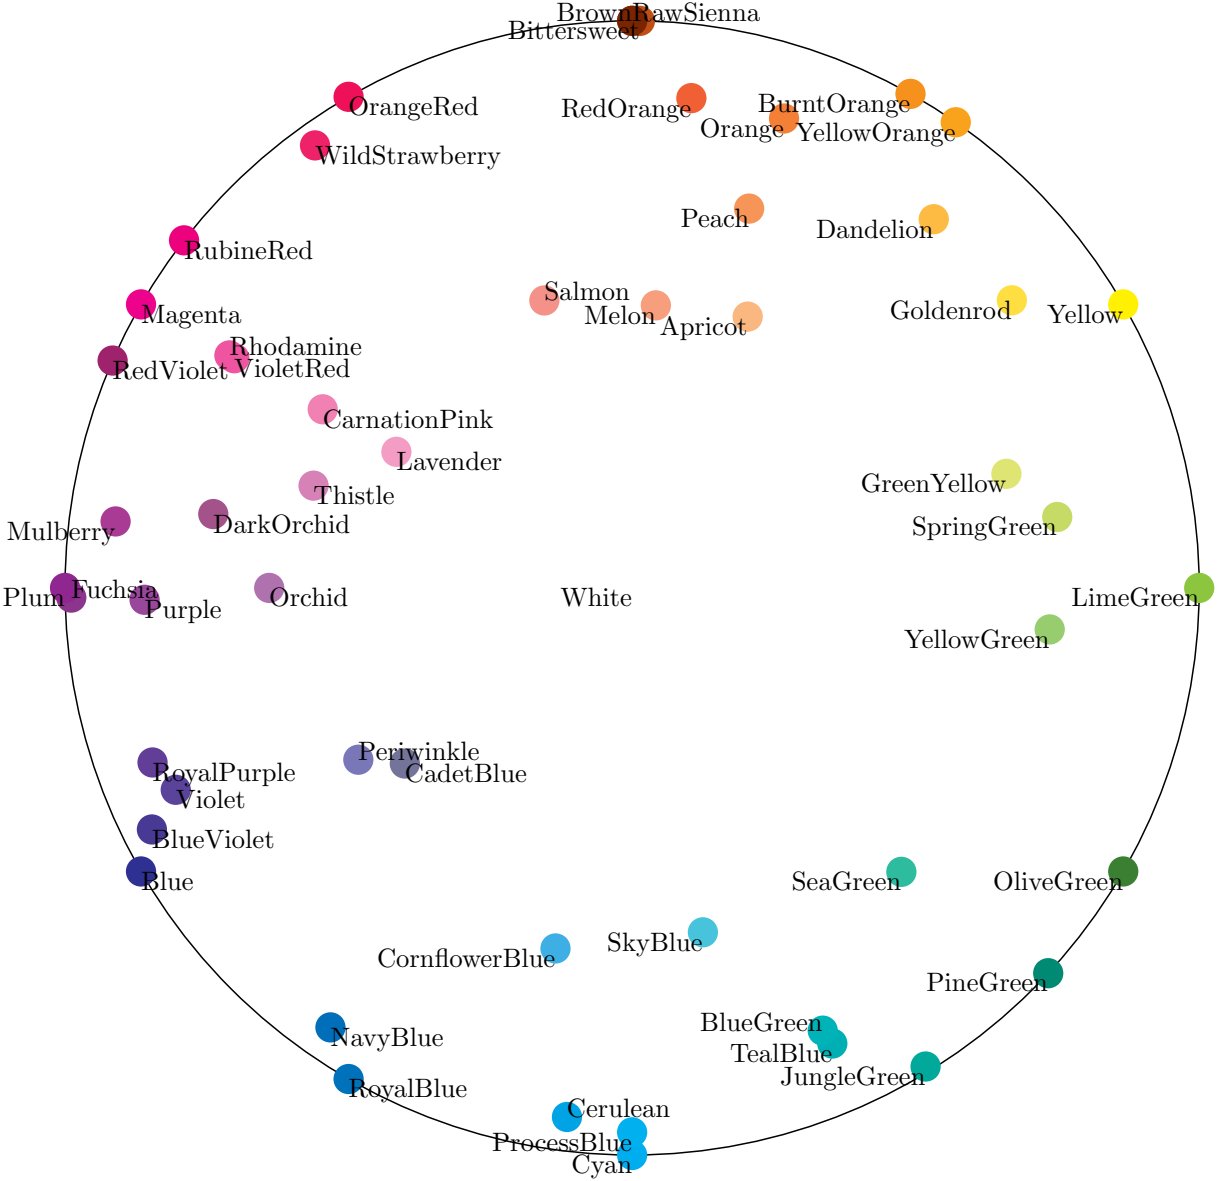 BrownRawSienna
Bittersweet
OrangeRed
RedOrange
BurntOrange
Orange
YellowOrange
WildStrawberry
Peach
Dandelion
RubineRed
Salmon
Magenta
Melon
Apricot
Goldenrod
Yellow
Rhodamine
RedViolet
VioletRed
CarnationPink
Lavender
Thistle
GreenYellow
Mulberry
DarkOrchid
SpringGreen
Plum
Fuchsia
Purple
Orchid
White
LimeGreen
YellowGreen
Periwinkle
RoyalPurple
CadetBlue
Violet
BlueViolet
Blue
SeaGreen
OliveGreen
CornflowerBlue
SkyBlue
PineGreen
NavyBlue
BlueGreen
TealBlue
JungleGreen
RoyalBlue
Cerulean
ProcessBlue
Cyan